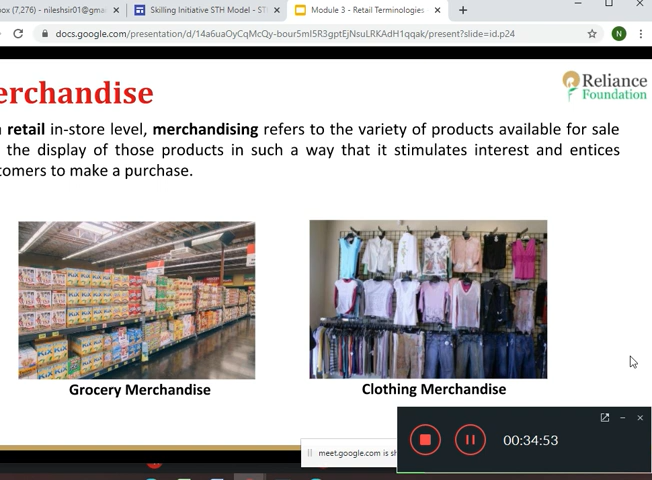 box (7,276) - nileshsir01@gma
Skilling Initiative STH Model - ST
Module 3 - Retail Terminologies
docs.google.com/presentation/d/14a6uaOyCqMcQy-bour5mI5R3gptEjNsuLRKAdH1qqak/present?slide=id.p24
N
erchandise
Reliance
Foundation
retail in-store level, merchandising refers to the variety of products available for sale
the display of those products in such a way that it stimulates interest and entices
tomers to make a purchase.
KiX KiX
Grocery Merchandise
Clothing Merchandise
00:34:53
meet.google.com is sh